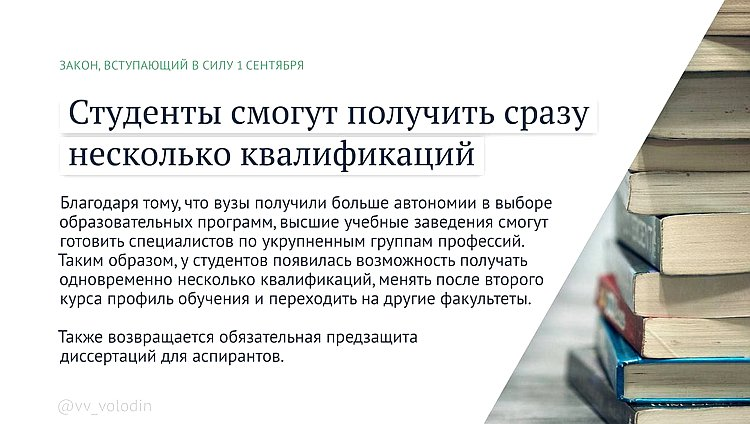 ЗАКОН, ВСТУПАЮЩИЙ В СИЛУ 1 СЕНТЯБРЯ
Студенты смогут получить сразу
несколько квалификаций
Благодаря тому, что вузы получили больше автономии в выборе
образовательных программ, высшие учебные заведения смогут
готовить специалистов по укрупненным группам профессий.
Таким образом, у студентов появилась возможность получать
одновременно несколько квалификаций, менять после второго
курса профиль обучения и переходить на другие факультеты.
Также возвращается обязательная предзащита
диссертаций для аспирантов.
@vv_volodin